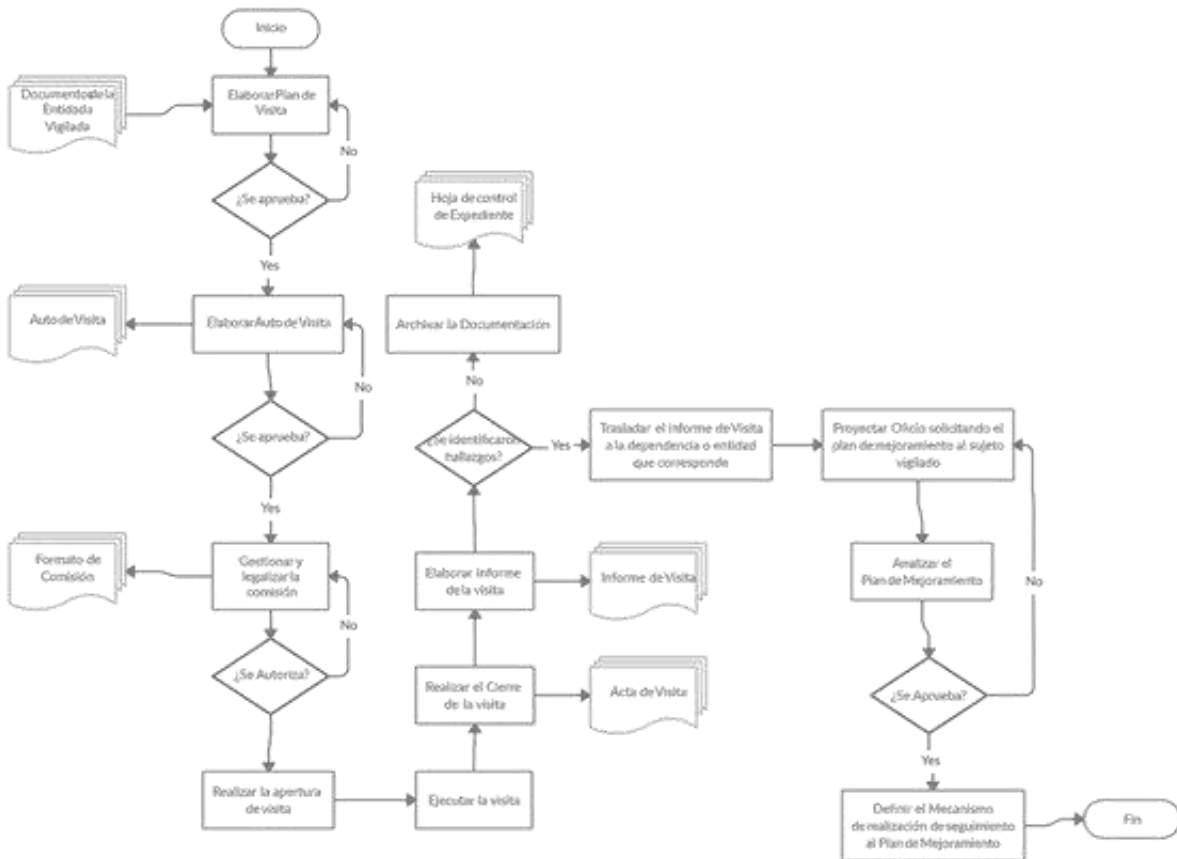 Inicio
Documentos de la
Entidada
Vigilada
Elaborar Plan de
Visita
No
¿Se aprueba?
Yes
Auto de Visita
Elaborar Auto de Visita
No
¿Se aprueba?
Yes
Formato de
Comisión
Gestionar y
legalizar la
comisión
No
¿Se Autoriza?
Realizar la apertura
de visita
Ejecutar la visita
Realizar el Cierre
de la visita
Acta de Visita
Elaborar informe
de la visita
Informe de Visita
¿Se identificaron
hallazgos?
No
Archivar la Documentación
Hoja de control
de Expediente
Yes
Trasladar el informe de Visita
a la dependencia o entidad
que corresponde
Proyectar Oficio solicitando el
plan de mejoramiento al sujeto
vigilado
Analizar el
Plan de Mejoramiento
No
¿Se Aprueba?
Yes
Definir el Mecanismo
de realización de seguimiento
al Plan de Mejoramiento
Fin